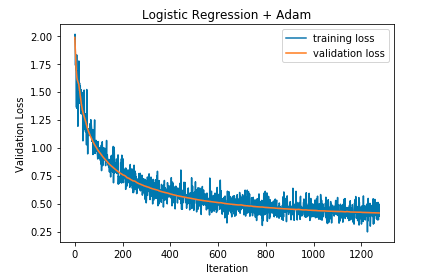 Logistic Regression + Adam
training loss
validation loss
Validation Loss
2.00
1.75
1.50
1.25
1.00
0.75
0.50
0.25
0 200 400 600 800 1000 1200
Iteration